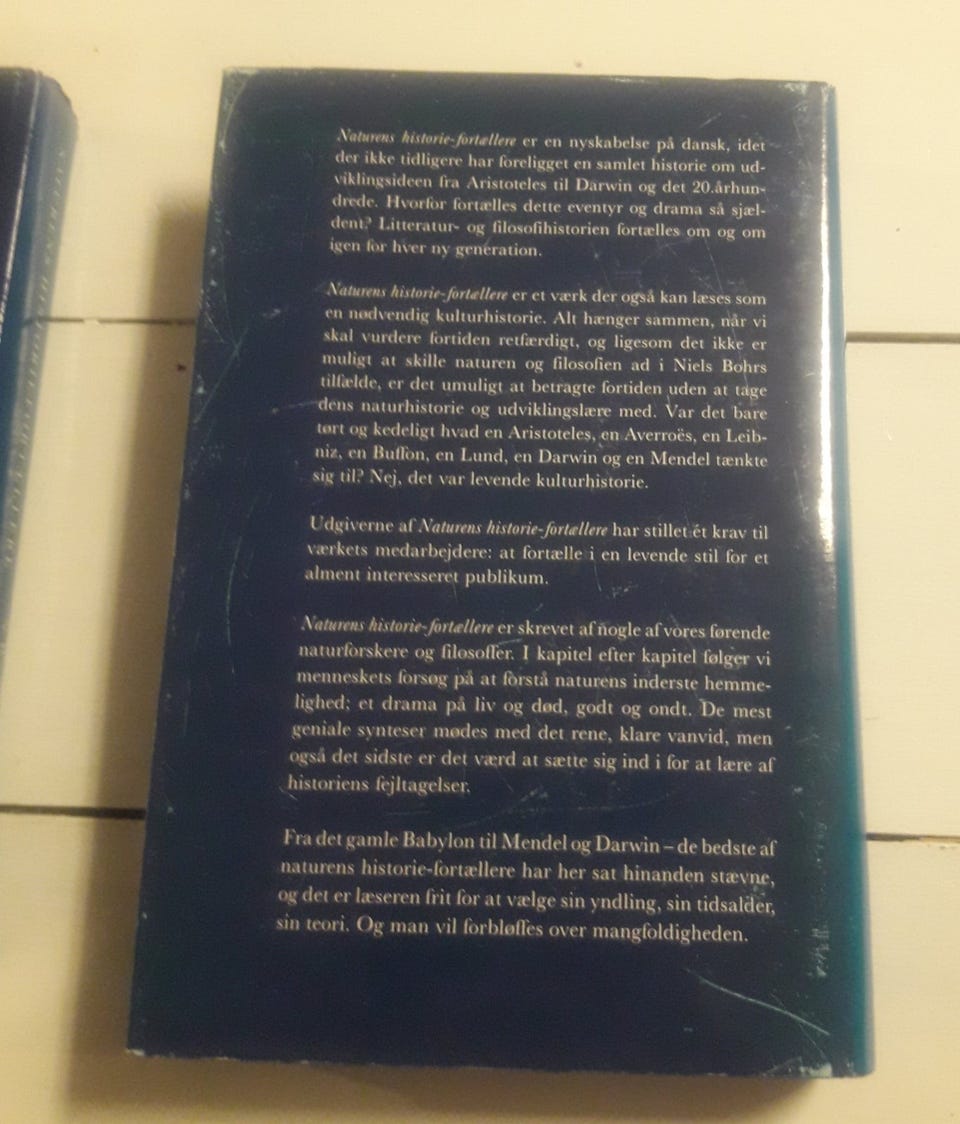 Naturens historie-fortællere er en nyskabelse på dansk, idet
der ikke tidligere har foreligget en samlet historie om ud-
viklingsideen fra Aristoteles til Darwin og det 20.århun-
drede. Hvorfor fortælles dette eventyr og drama så sjæl-
dent? Litteratur- og filosofihistorien fortælles om og om
igen for hver ny generation.
Naturens historie-fortællere er et værk der også kan læses som
en nødvendig kulturhistorie. Alt hænger sammen, når vi
skal vurdere fortiden retfærdigt, og ligesom det ikke er
muligt at skille naturen og filosofien ad i Niels Bohrs
tilfælde, er det umuligt at betragte fortiden uden at tage
dens naturhistorie og udviklingslære med. Var det bare
tørt og kedeligt hvad en Aristoteles, en Averroës, en Leib-
niz, en Buffon, en Lund, en Darwin og en Mendel tænkte
sig til? Nej, det var levende kulturhistorie.
Udgiverne af Naturens historie-fortællere har stillet ét krav til
værkets medarbejdere: at fortælle i en levende stil for et
alment interesseret publikum.
Naturens historie-fortællere er skrevet af nogle af vores førende
naturforskere og filosoffer. I kapitel efter kapitel følger vi
menneskets forsøg på at forstå naturens inderste hemme-
lighed; et drama på liv og død, godt og ondt. De mest
geniale synteser mødes med det rene, klare vanvid, men
også det sidste er det værd at sætte sig ind i for at lære af
historiens fejltagelser.
Fra det gamle Babylon til Mendel og Darwin – de bedste af
naturens historie-fortællere har her sat hinanden stævne,
og det er læseren frit for at vælge sin yndling, sin tidsalder,
sin teori. Og man vil forbløffes over mangfoldigheden.